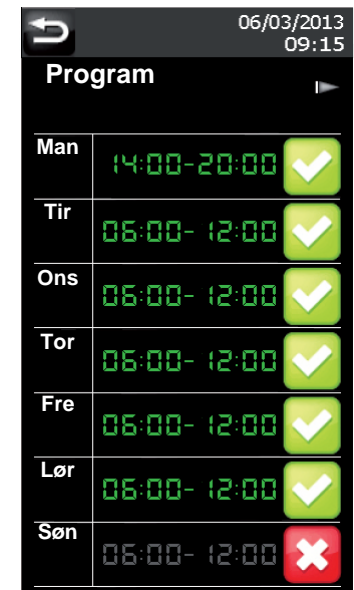 06/03/2013
09:15
Program
Man 14:00-20:00
Tir 06:00-12:00
Ons 06:00-12:00
Tor 06:00-12:00
Fre 06:00-12:00
Lør 06:00-12:00
Søn 06:00-12:00